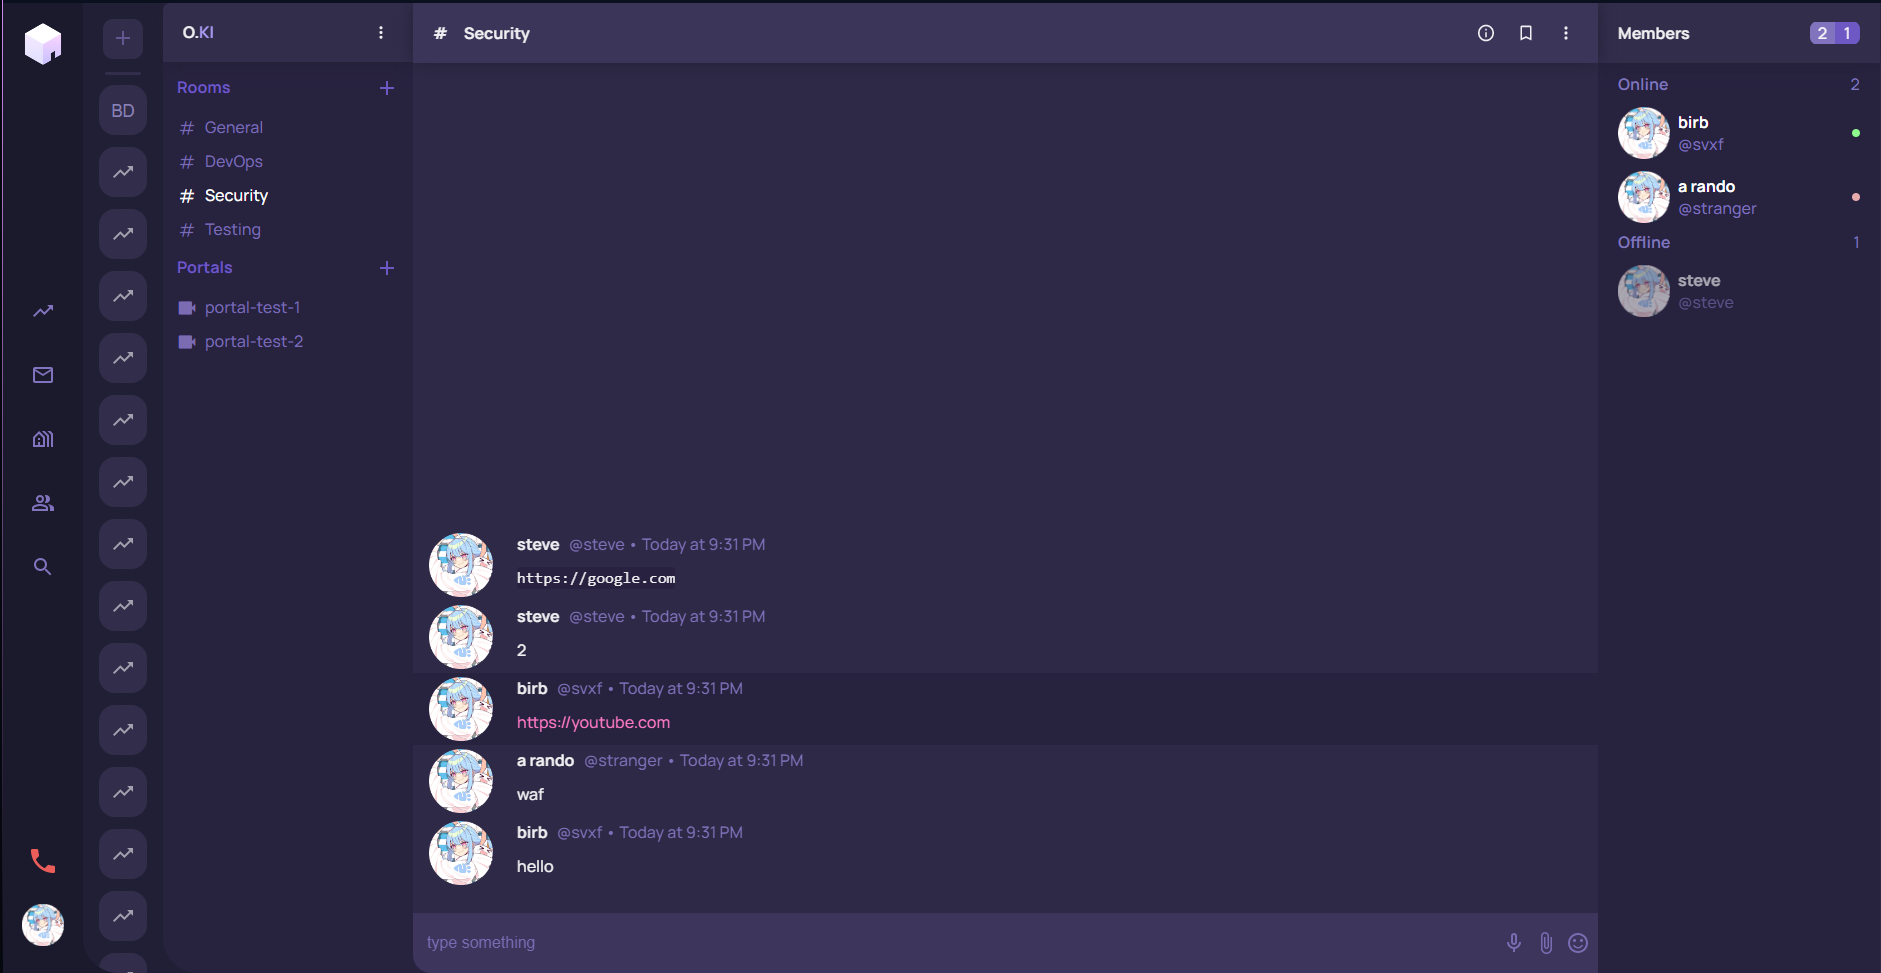 O.KI
# Security
Members
2 1
BD
Rooms
# General
# DevOps
# Security
# Testing
Portals
portal-test-1
portal-test-2
steve @steve • Today at 9:31 PM
https://google.com
steve @steve • Today at 9:31 PM
2
birb @svxf • Today at 9:31 PM
https://youtube.com
a rando @stranger • Today at 9:31 PM
waf
birb @svxf • Today at 9:31 PM
hello
type something
Online 2
birb
@svxf
a rando
@stranger
Offline 1
steve
@steve